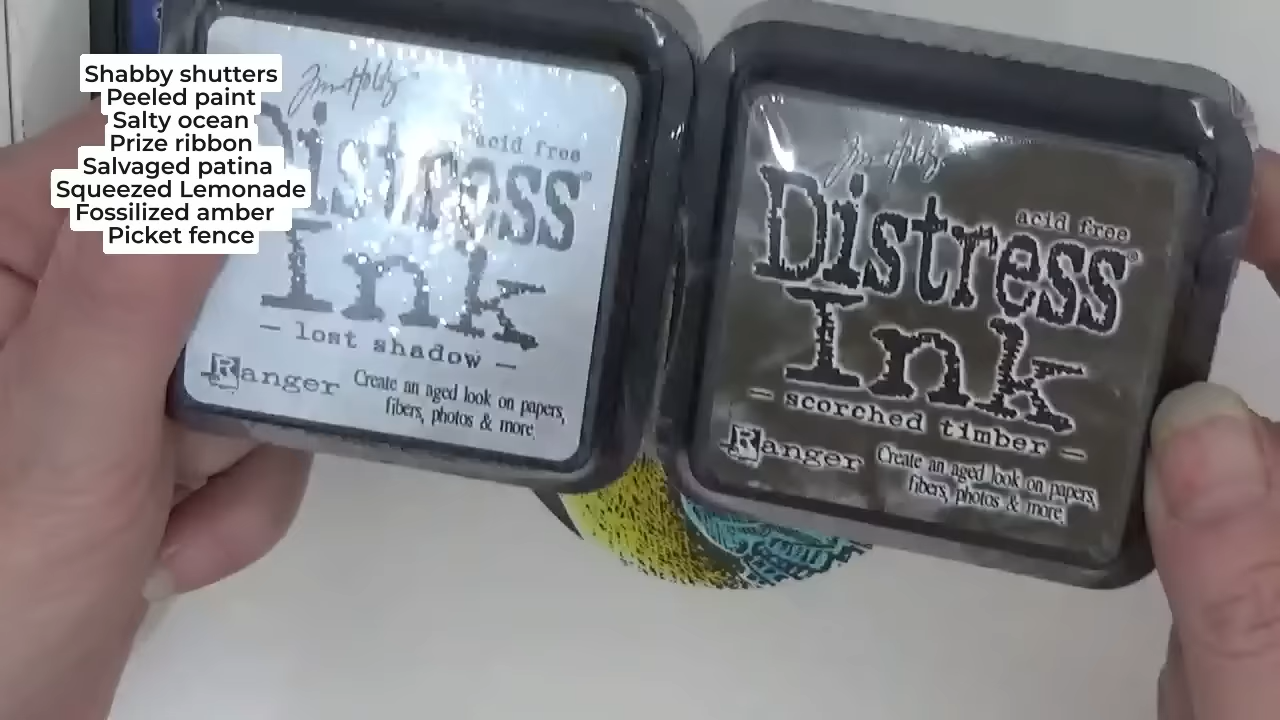 Shabby shutters
Peeled paint
Salty ocean
Prize ribbon
Salvaged patina
Squeezed Lemonade
Fossilized amber
Picket fence
Tim Holtz
acid free
Distress®
Ink
— lost shadow —
Ranger
Create an aged look on papers,
fibers, photos & more.
Tim Holtz
acid free
Distress®
Ink
— scorched timber —
Ranger
Create an aged look on papers,
fibers, photos & more.